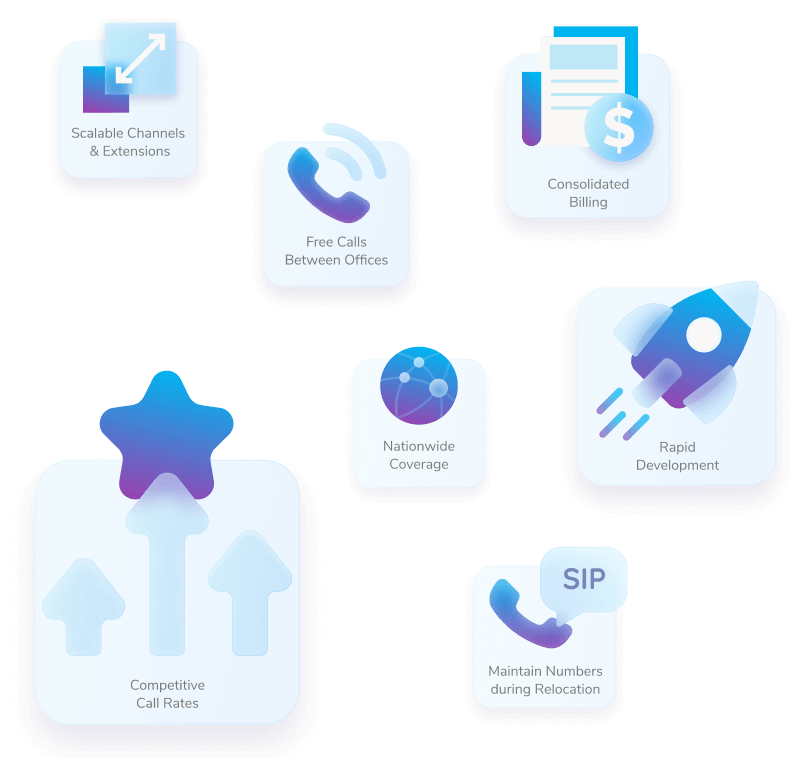 Scalable Channels
& Extensions
$
Free Calls
Between Offices
Consolidated
Billing
Nationwide
Coverage
Rapid
Development
SIP
Maintain Numbers
during Relocation
Competitive
Call Rates